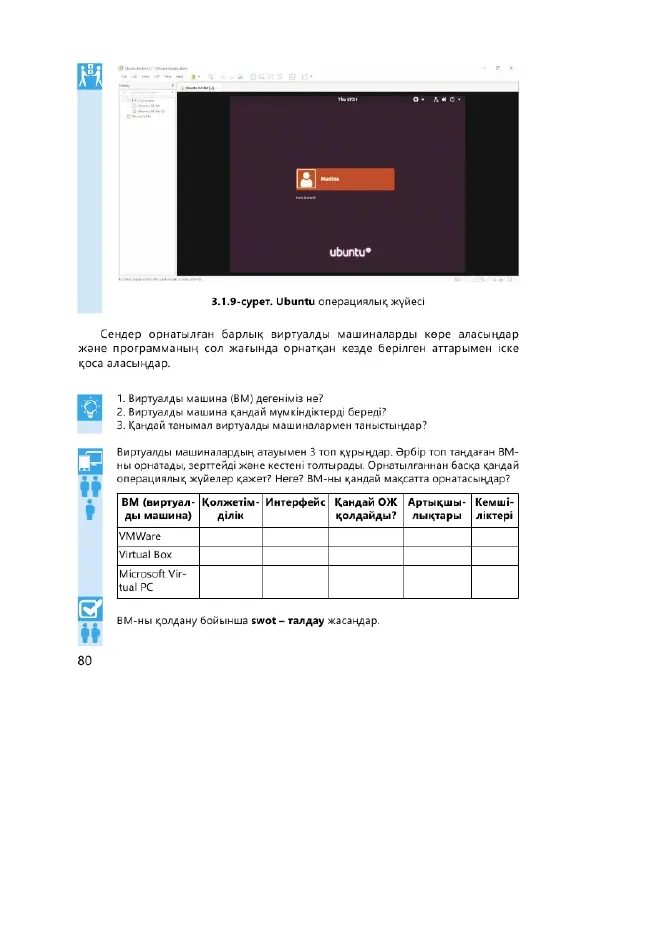 Thu 07:51
Medina
ubuntu
3.1.9-сурет. Ubuntu операциялық жүйесі
Сендер орнатылған барлық виртуалды машиналарды көре аласыңдар
және программаның сол жағында орнатқан кезде берілген аттарымен іске
қоса аласыңдар.
1. Виртуалды машина (ВМ) дегеніміз не?
2. Виртуалды машина қандай мүмкіндіктерді береді?
3. Қандай танымал виртуалды машиналармен таныстыңдар?
Виртуалды машиналардың атауымен 3 топ құрыңдар. Әрбір топ таңдаған ВМ-
ны орнатады, зерттейді және кестені толтырады. Орнатылғаннан басқа қандай
операциялық жүйелер қажет? Неге? ВМ-ны қандай мақсатта орнатасыңдар?
ВМ (виртуал- Қолжетім- Интерфейс Қандай ОЖ Артықшы- Кемші-
ды машина) ділік қолдайды? лықтары ліктері
VMWare
Virtual Box
Microsoft Vir-
tual PC
ВМ-ны қолдану бойынша swot – талдау жасаңдар.
80